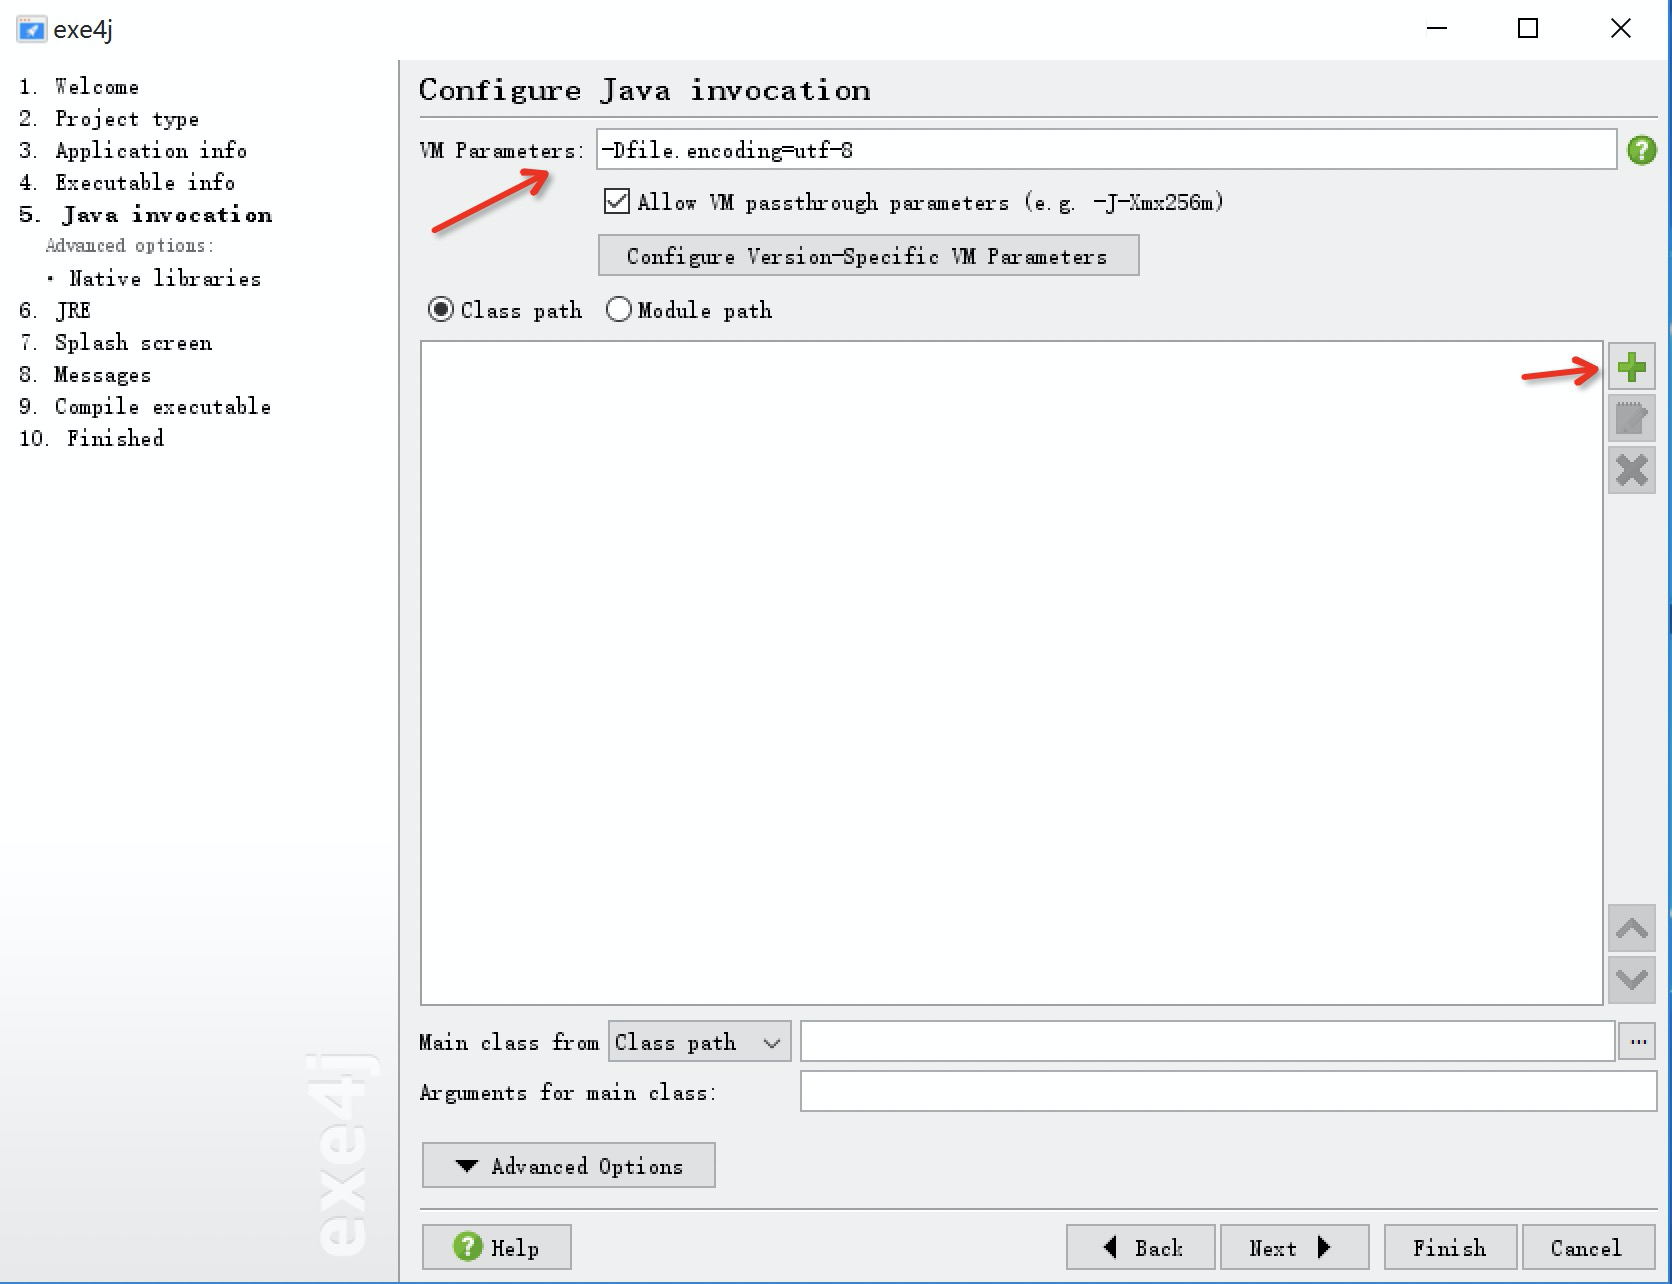 exe4j
1. Welcome
2. Project type
3. Application info
4. Executable info
5. Java invocation
Advanced options:
· Native libraries
6. JRE
7. Splash screen
8. Messages
9. Compile executable
10. Finished
exe4j
Configure Java invocation
VM Parameters: -Dfile.encoding=utf-8
Allow VM passthrough parameters (e.g. -J-Xmx256m)
Configure Version-Specific VM Parameters
Class path Module path
Main class from Class path ...
Arguments for main class:
Advanced Options
Help Back Next Finish Cancel